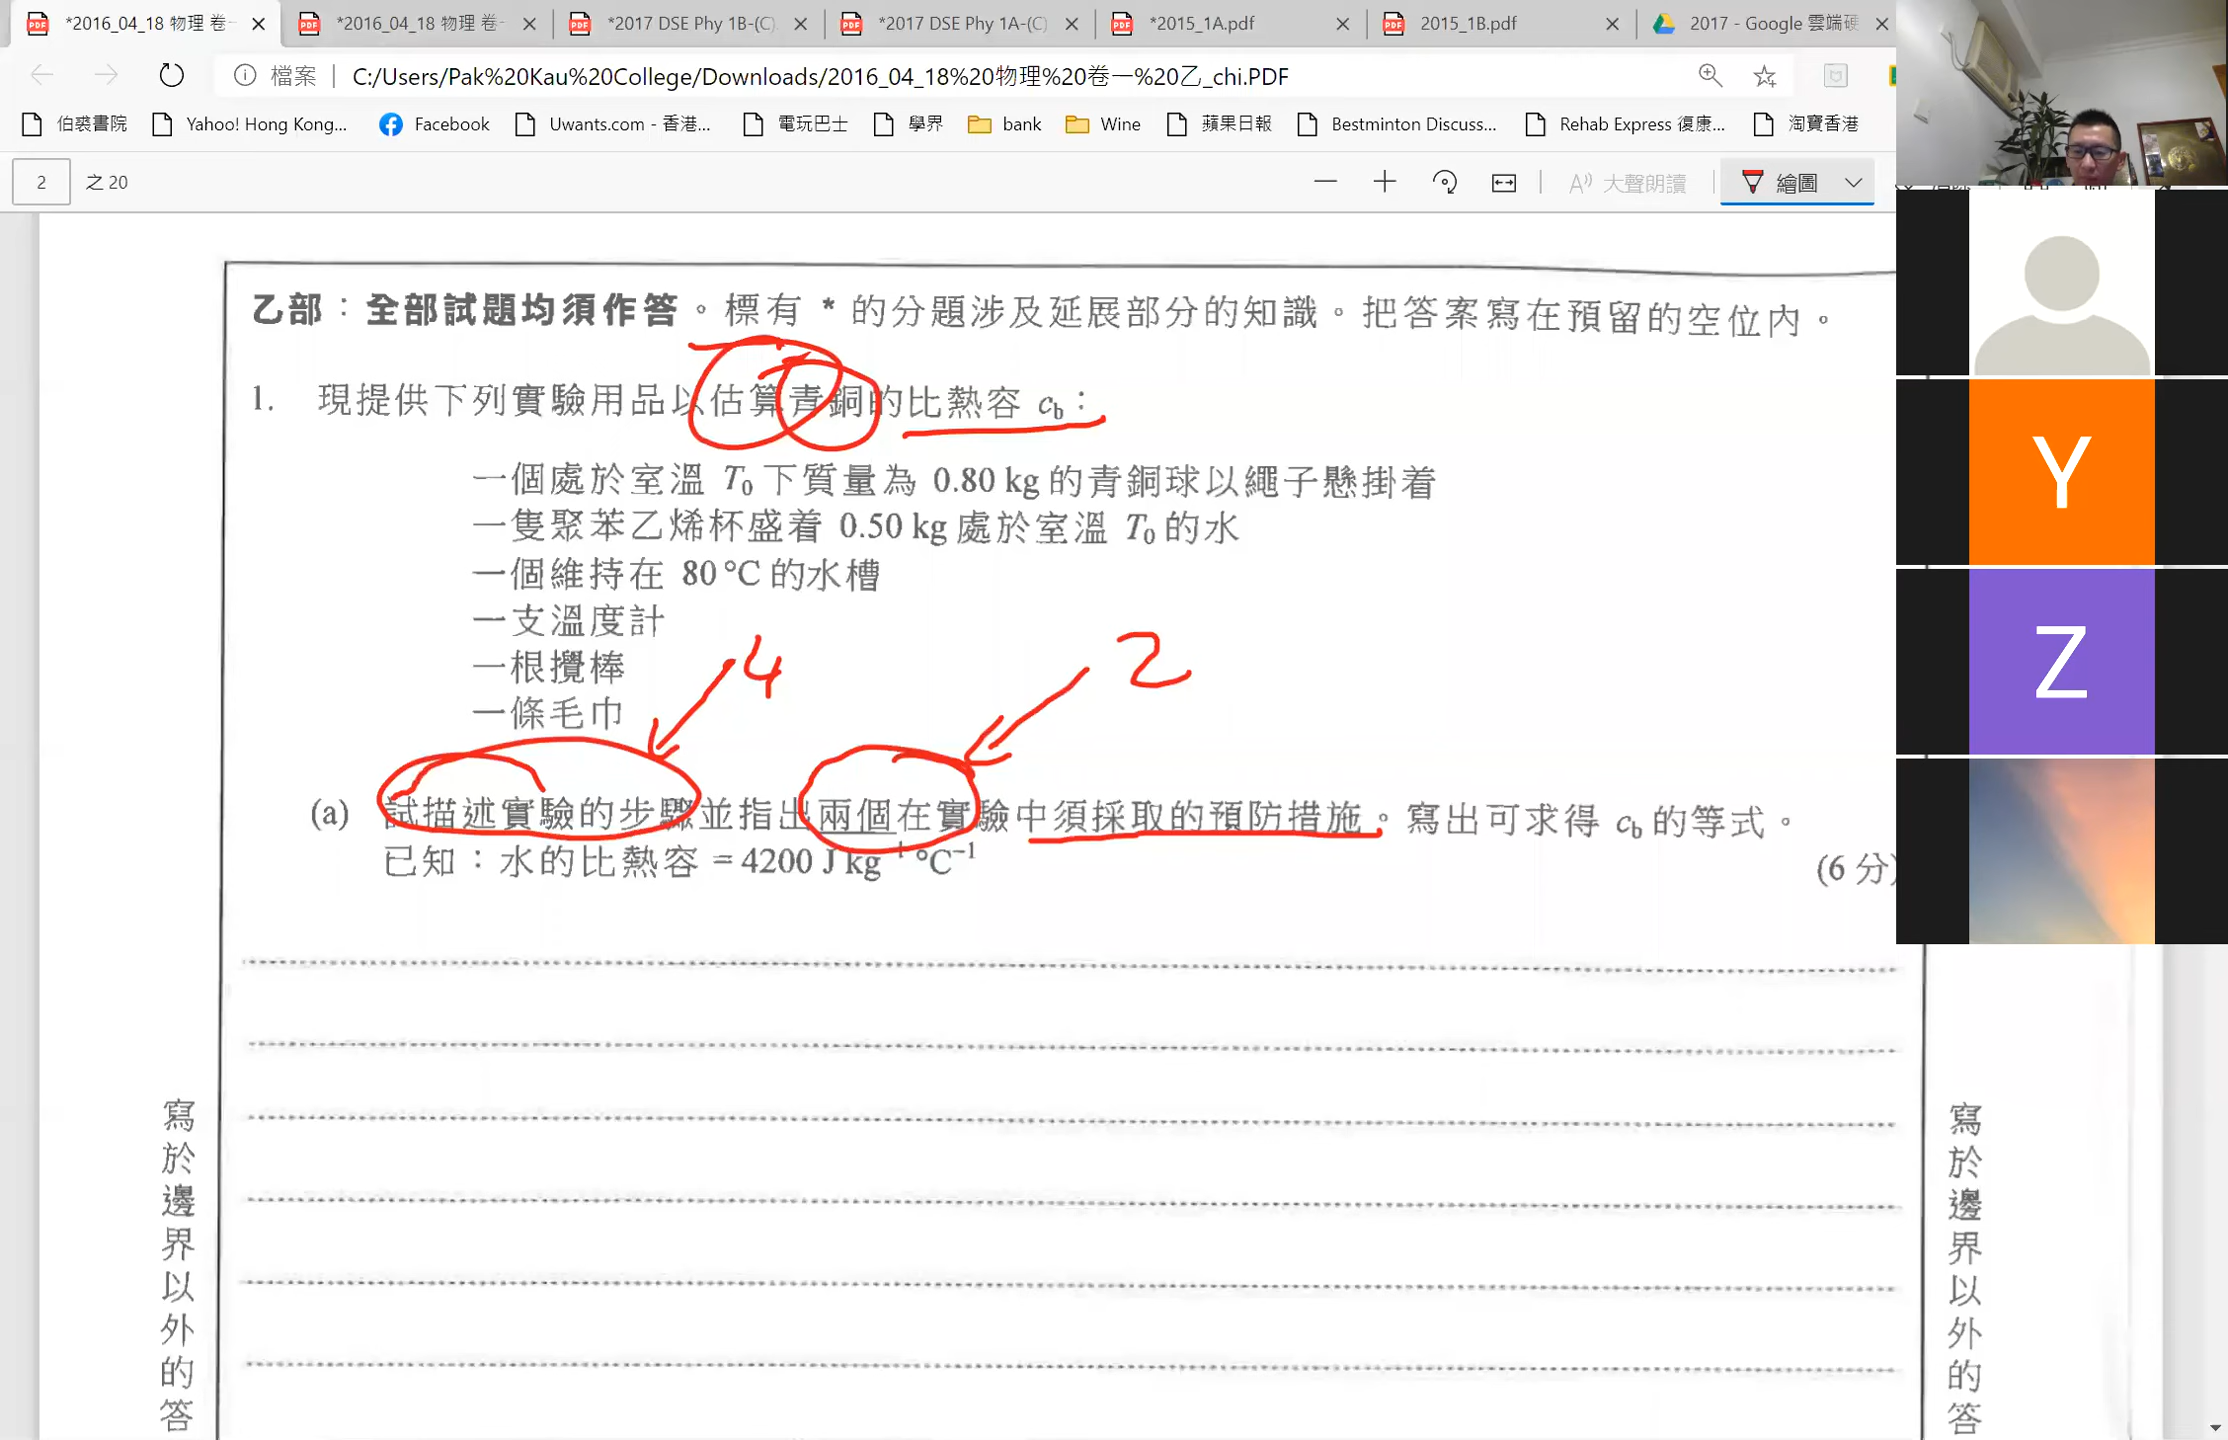 *2016_04_18 物理 卷一
*2016_04_18 物理 卷-
*2017 DSE Phy 1B-(C)
*2017 DSE Phy 1A-(C)
*2015_1A.pdf
2015_1B.pdf
2017 - Google 雲端硬
檔案 C:/Users/Pak%20Kau%20College/Downloads/2016_04_18%20物理%20卷一%20乙_chi.PDF
伯裘書院
Yahoo! Hong Kong...
Facebook
Uwants.com - 香港...
電玩巴士
學界
bank
Wine
蘋果日報
Bestminton Discuss...
Rehab Express 復康...
淘寶香港
2 之 20
大聲朗讀
繪圖
乙部：全部試題均須作答。標有 * 的分題涉及延展部分的知識。把答案寫在預留的空位內。
1. 現提供下列實驗用品以估算青銅的比熱容 cb：
一個處於室溫 T0 下質量為 0.80 kg 的青銅球以繩子懸掛着
一隻聚苯乙烯杯盛着 0.50 kg 處於室溫 T0 的水
一個維持在 80 °C 的水槽
一支溫度計
一根攪棒
一條毛巾
4
2
(a) 試描述實驗的步驟並指出兩個在實驗中須採取的預防措施。寫出可求得 cb 的等式。
已知：水的比熱容 = 4200 J kg⁻¹ °C⁻¹
(6 分)
寫於邊界以外的答
寫於邊界以外的答
Y
Z